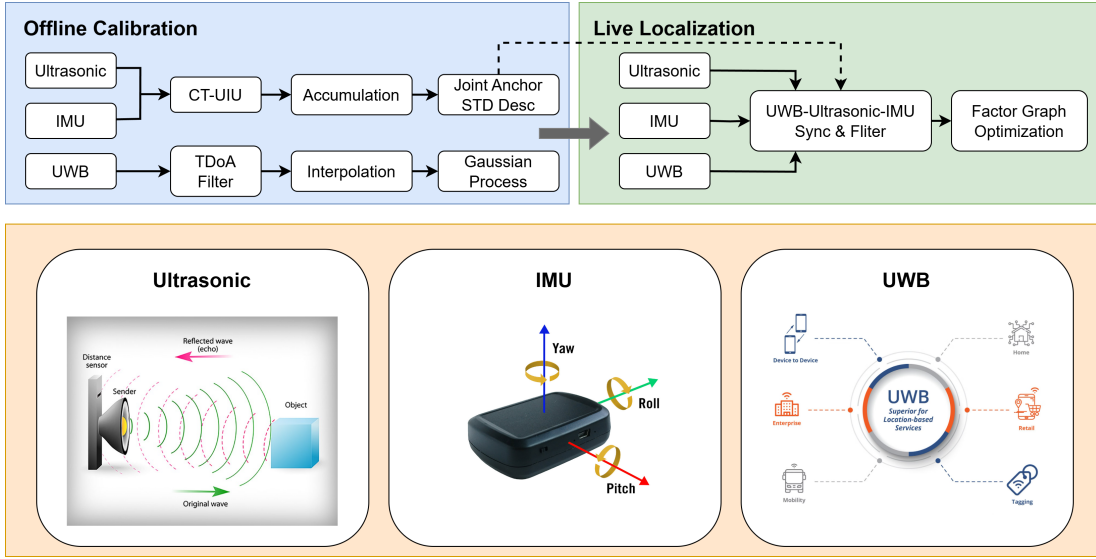 Offline Calibration
Ultrasonic
IMU
CT-UIU
Accumulation
Joint Anchor
STD Desc
UWB
TDoA
Filter
Interpolation
Gaussian
Process
Live Localization
Ultrasonic
IMU
UWB
UWB-Ultrasonic-IMU
Sync & Fliter
Factor Graph
Optimization
Ultrasonic
Reflected wave
(echo)
Distance
sensor
Sender
Object
Original wave
IMU
Yaw
Roll
Pitch
UWB
Device to Device
Home
Enterprise
UWB
Superior for
Location-based
Services
Retail
Mobility
Tagging